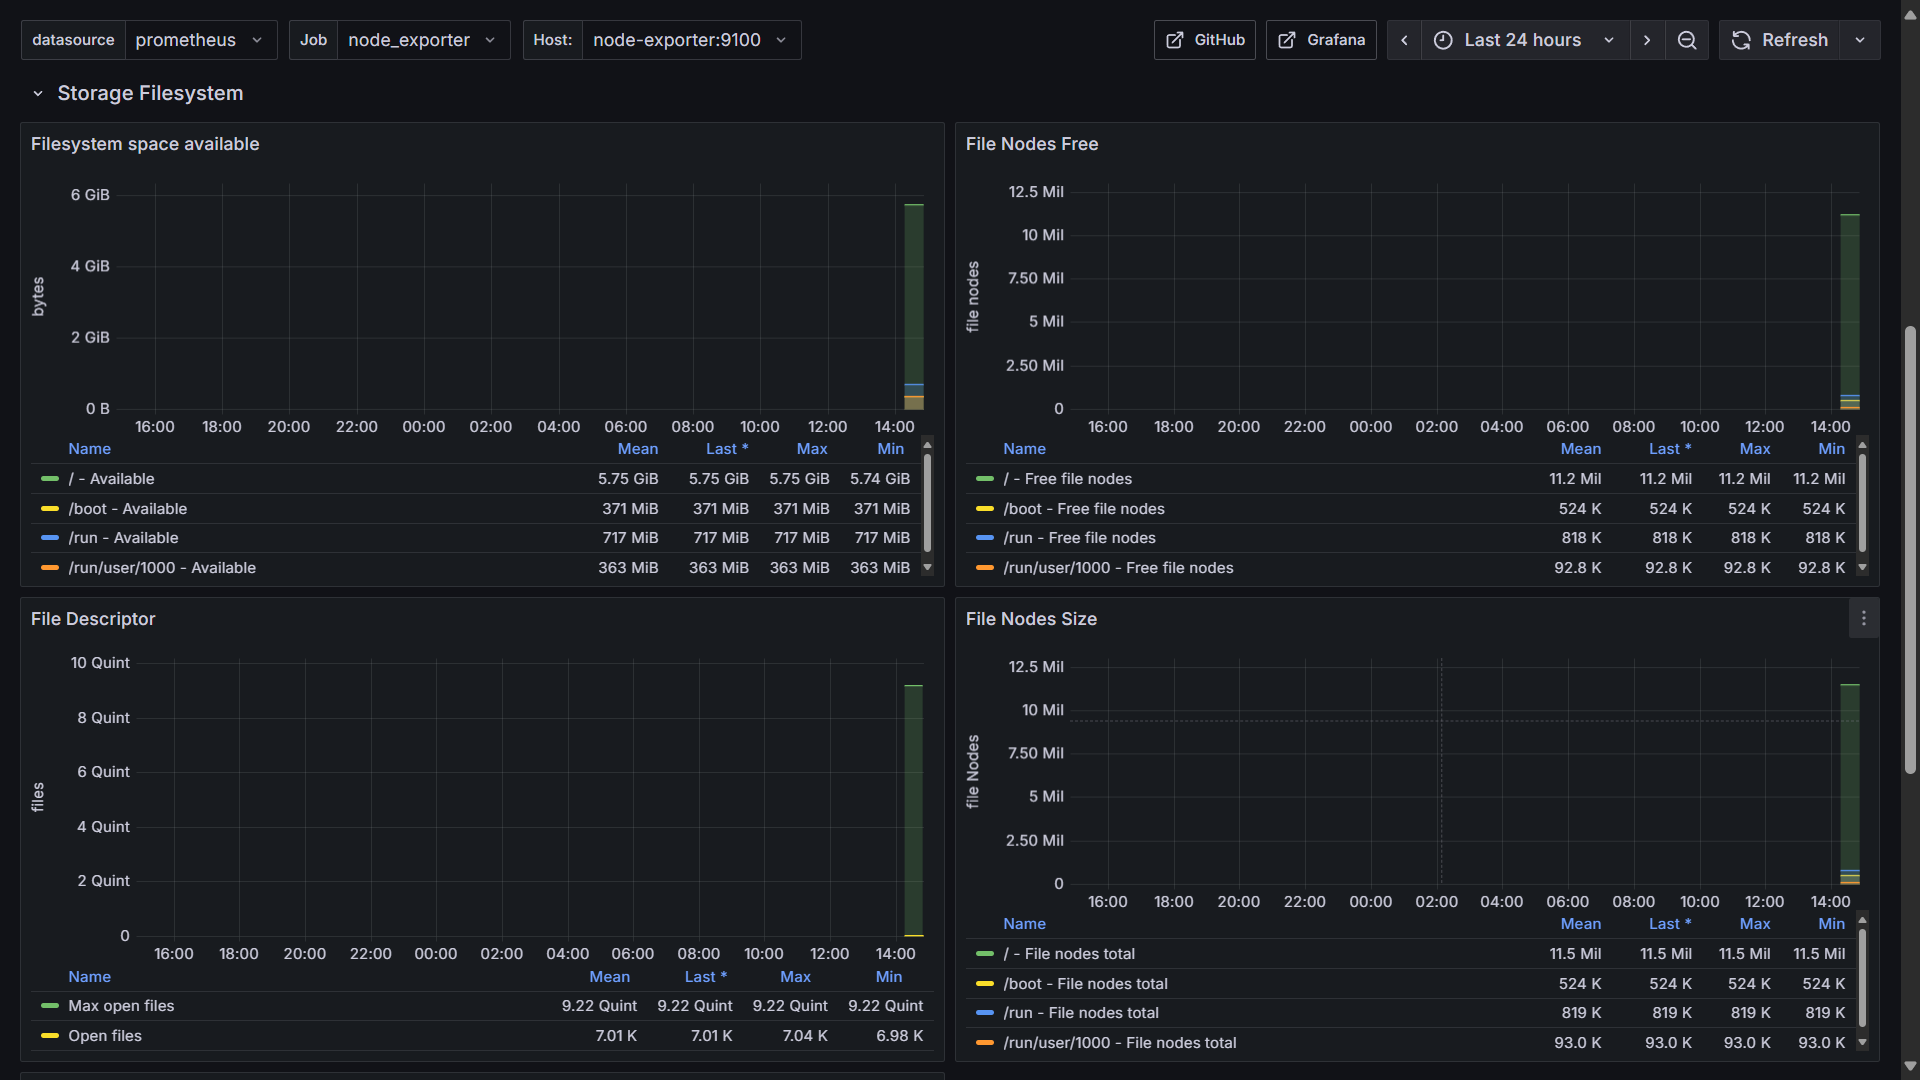 datasource prometheus Job node_exporter Host: node-exporter:9100 GitHub Grafana Last 24 hours Refresh
Storage Filesystem
Filesystem space available
6 GiB
4 GiB
2 GiB
0 B
bytes
16:00 18:00 20:00 22:00 00:00 02:00 04:00 06:00 08:00 10:00 12:00 14:00
Name Mean Last * Max Min
/ - Available 5.75 GiB 5.75 GiB 5.75 GiB 5.74 GiB
/boot - Available 371 MiB 371 MiB 371 MiB 371 MiB
/run - Available 717 MiB 717 MiB 717 MiB 717 MiB
/run/user/1000 - Available 363 MiB 363 MiB 363 MiB 363 MiB
File Nodes Free
12.5 Mil
10 Mil
7.50 Mil
5 Mil
2.50 Mil
0
file nodes
16:00 18:00 20:00 22:00 00:00 02:00 04:00 06:00 08:00 10:00 12:00 14:00
Name Mean Last * Max Min
/ - Free file nodes 11.2 Mil 11.2 Mil 11.2 Mil 11.2 Mil
/boot - Free file nodes 524 K 524 K 524 K 524 K
/run - Free file nodes 818 K 818 K 818 K 818 K
/run/user/1000 - Free file nodes 92.8 K 92.8 K 92.8 K 92.8 K
File Descriptor
10 Quint
8 Quint
6 Quint
4 Quint
2 Quint
0
files
16:00 18:00 20:00 22:00 00:00 02:00 04:00 06:00 08:00 10:00 12:00 14:00
Name Mean Last * Max Min
Max open files 9.22 Quint 9.22 Quint 9.22 Quint 9.22 Quint
Open files 7.01 K 7.01 K 7.04 K 6.98 K
File Nodes Size
12.5 Mil
10 Mil
7.50 Mil
5 Mil
2.50 Mil
0
file Nodes
16:00 18:00 20:00 22:00 00:00 02:00 04:00 06:00 08:00 10:00 12:00 14:00
Name Mean Last * Max Min
/ - File nodes total 11.5 Mil 11.5 Mil 11.5 Mil 11.5 Mil
/boot - File nodes total 524 K 524 K 524 K 524 K
/run - File nodes total 819 K 819 K 819 K 819 K
/run/user/1000 - File nodes total 93.0 K 93.0 K 93.0 K 93.0 K